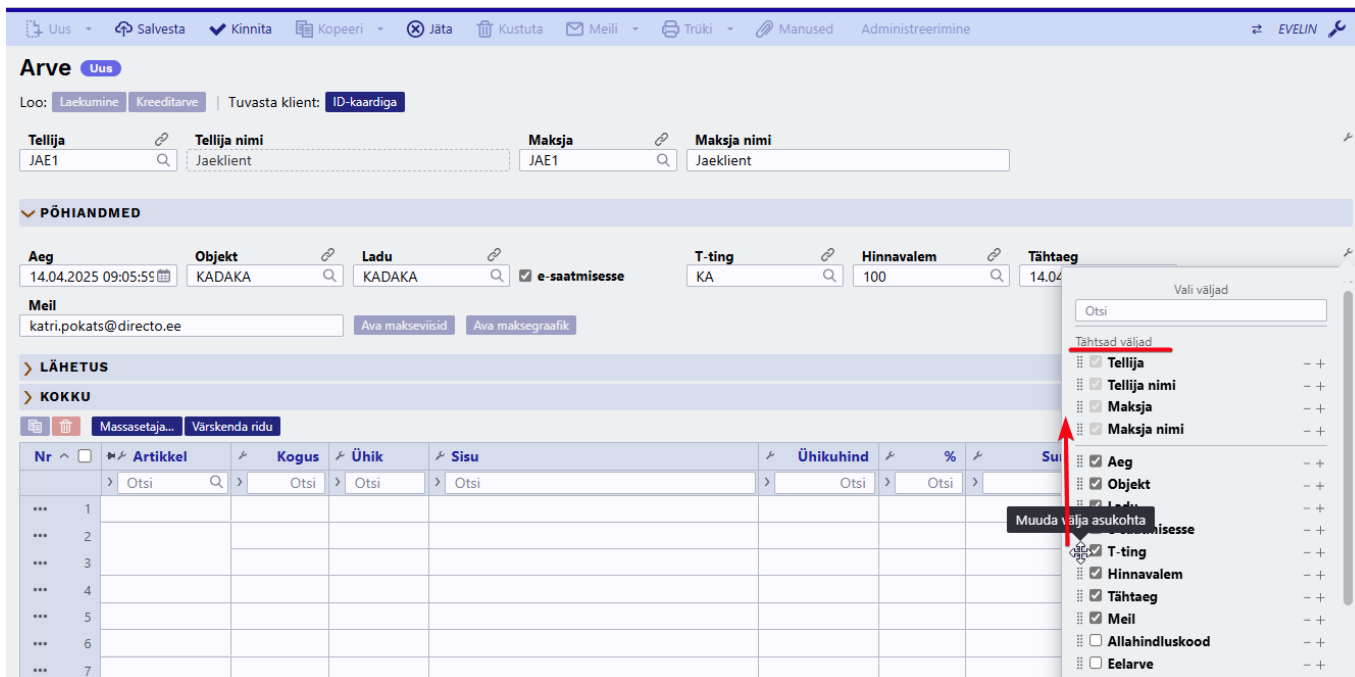 Uus Salvesta Kinnita Kopeeri Jäta Kustuta Meili Trüki Manused Administreerimine EVELIN
Arve Uus
Loo: Laekumine Kreeditarve | Tuvasta klient: ID-kaardiga
Tellija Tellija nimi Maksja Maksja nimi
JAE1 Jaeklient JAE1 Jaeklient
PÕHIANDMED
Aeg Objekt Ladu T-ting Hinnavalem Tähtaeg
14.04.2025 09:05:59 KADAKA KADAKA e-saatmisesse KA 100 14.04
Meil
katri.pokats@directo.ee Ava makseviisid Ava maksegraafik
LÄHETUS
KOKKU
Massasetaja... Värskenda ridu
Nr Artikkel Kogus Ühik Sisu Ühikuhind %
Otsi Otsi Otsi Otsi Otsi Otsi
1
2
3
4
5
6
7
Vali väljad
Otsi
Tähtsad väljad
Tellija
Tellija nimi
Maksja
Maksja nimi
Aeg
Objekt
Ladu
Muuda välja asukohta
T-ting
Hinnavalem
Tähtaeg
Meil
Allahindluskood
Eelarve